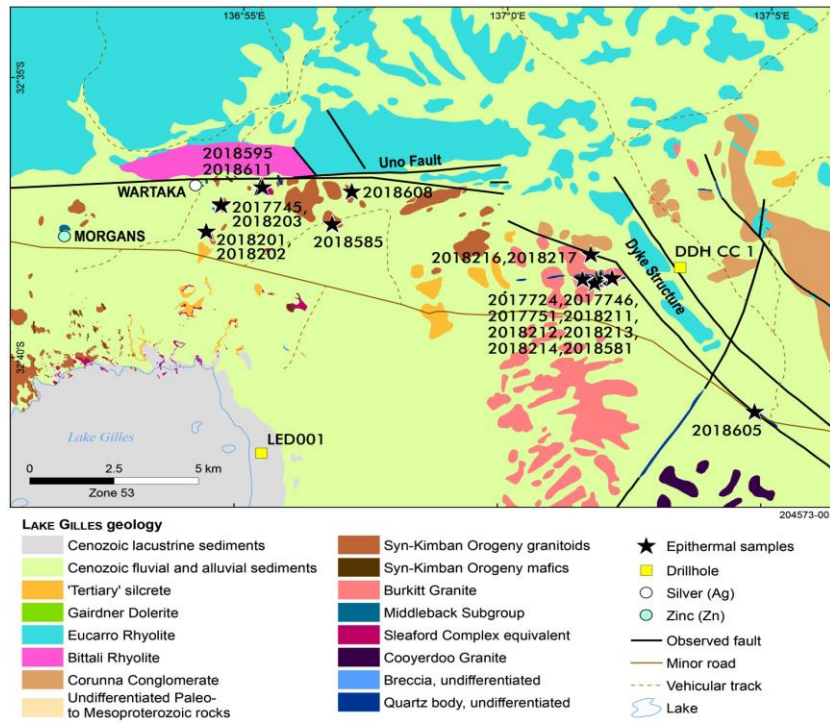 136°55'E
137°0'E
137°5'E
32°35'S
32°40'S
2018595
2018611
Uno Fault
WARTAKA
2018608
2017745,
2018203
MORGANS
2018585
2018201,
2018202
2018216,2018217
Dyke Structure
DDH CC 1
2017724,2017746,
2017751,2018211,
2018212,2018213,
2018214,2018581
2018605
Lake Gilles
LED001
0 2.5 5 km
Zone 53
204573-00
LAKE GILLES geology
Cenozoic lacustrine sediments
Cenozoic fluvial and alluvial sediments
'Tertiary' silcrete
Gairdner Dolerite
Eucarro Rhyolite
Bittali Rhyolite
Corunna Conglomerate
Undifferentiated Paleo-
to Mesoproterozoic rocks
Syn-Kimban Orogeny granitoids
Syn-Kimban Orogeny mafics
Burkitt Granite
Middleback Subgroup
Sleaford Complex equivalent
Cooyerdoo Granite
Breccia, undifferentiated
Quartz body, undifferentiated
Epithermal samples
Drillhole
Silver (Ag)
Zinc (Zn)
Observed fault
Minor road
Vehicular track
Lake